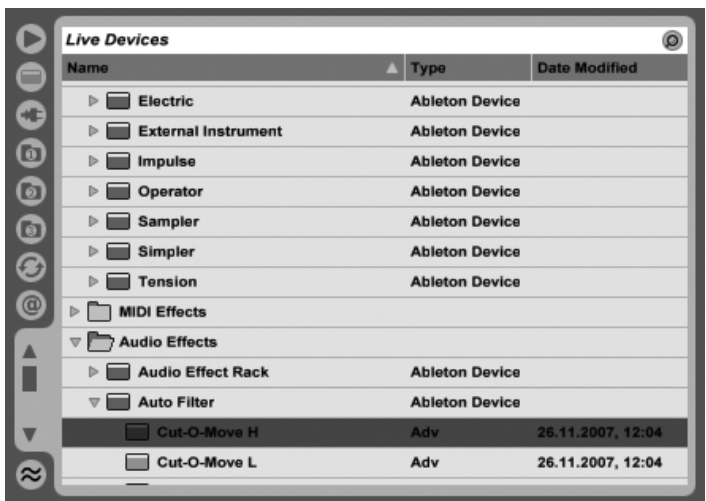 Live Devices
Name Type Date Modified
Electric Ableton Device
External Instrument Ableton Device
Impulse Ableton Device
1
Operator Ableton Device
2
Sampler Ableton Device
3
Simpler Ableton Device
Tension Ableton Device
@ MIDI Effects
Audio Effects
Audio Effect Rack Ableton Device
Auto Filter Ableton Device
Cut-O-Move H Adv 26.11.2007, 12:04
Cut-O-Move L Adv 26.11.2007, 12:04